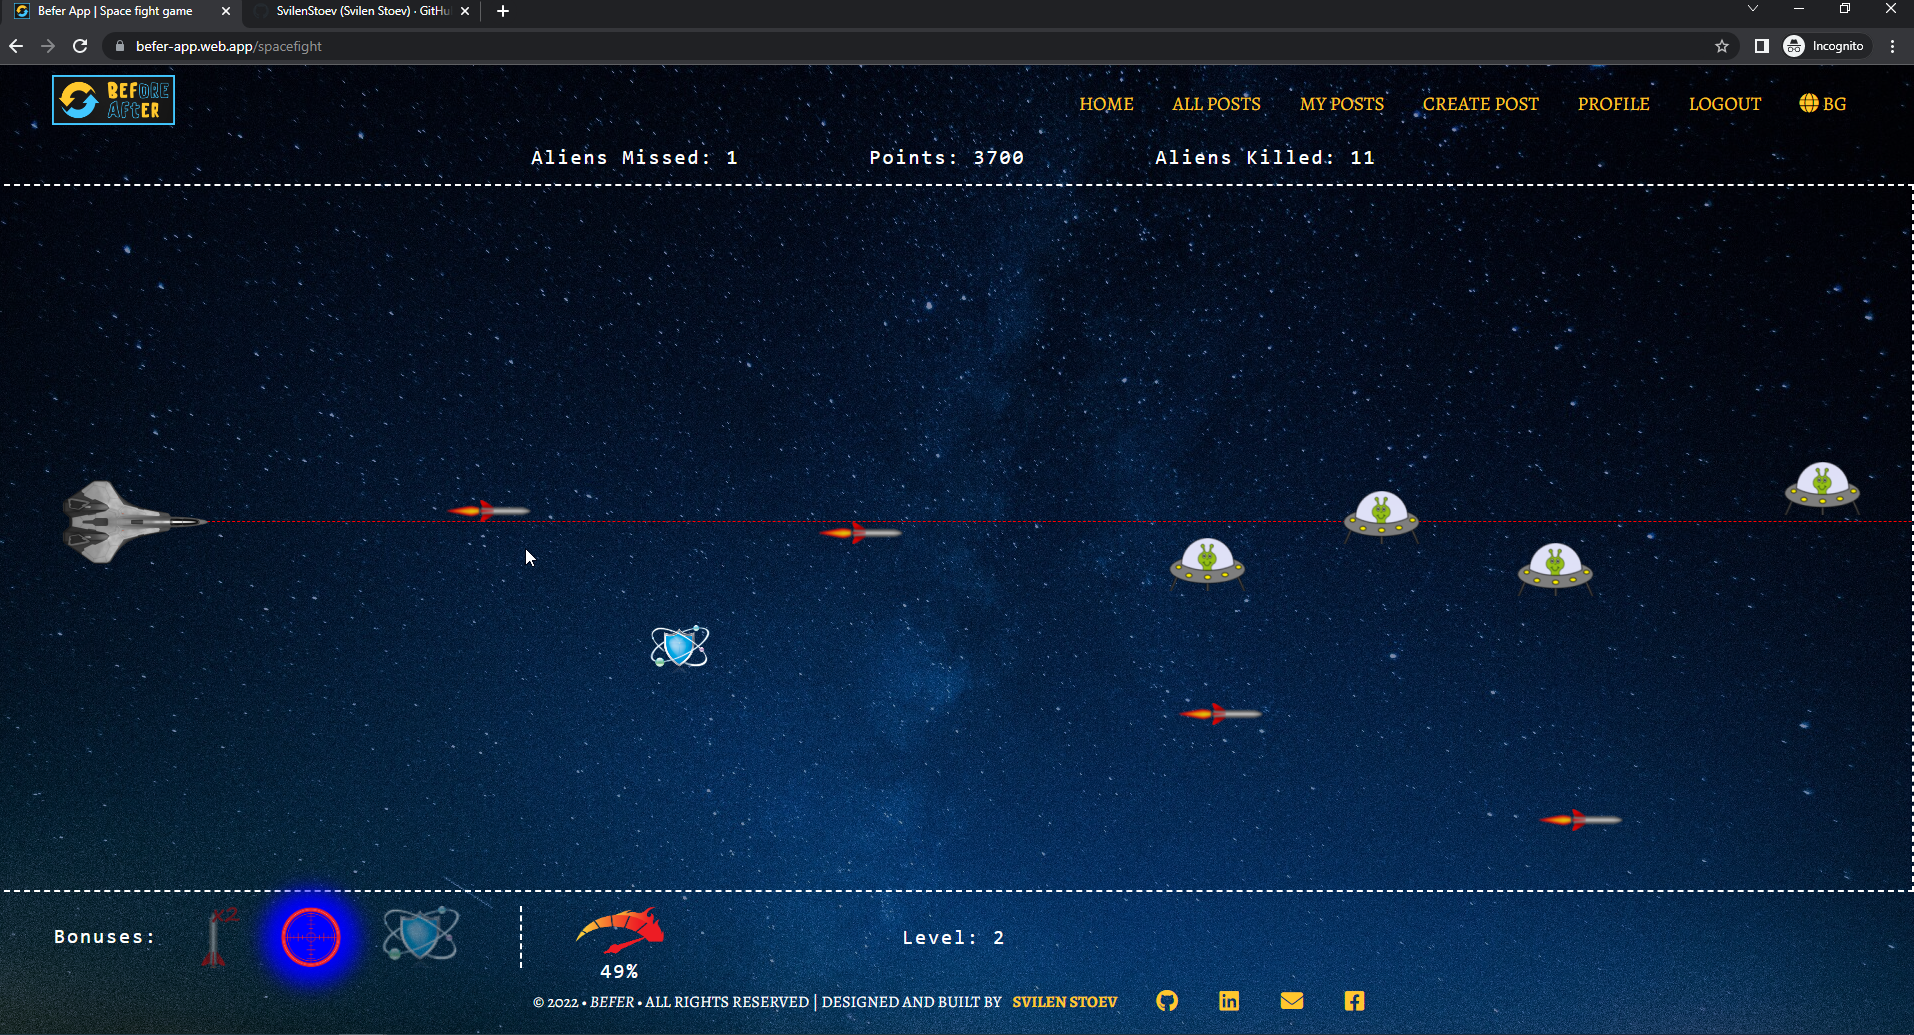 Befer App | Space fight game
SvilenStoev (Svilen Stoev) · GitHu
befer-app.web.app/spacefight
Incognito
BEFORE
AftER
HOME
ALL POSTS
MY POSTS
CREATE POST
PROFILE
LOGOUT
BG
Aliens Missed: 1
Points: 3700
Aliens Killed: 11
Bonuses:
x2
49%
Level: 2
© 2022 • BEFER • ALL RIGHTS RESERVED | DESIGNED AND BUILT BY SVILEN STOEV